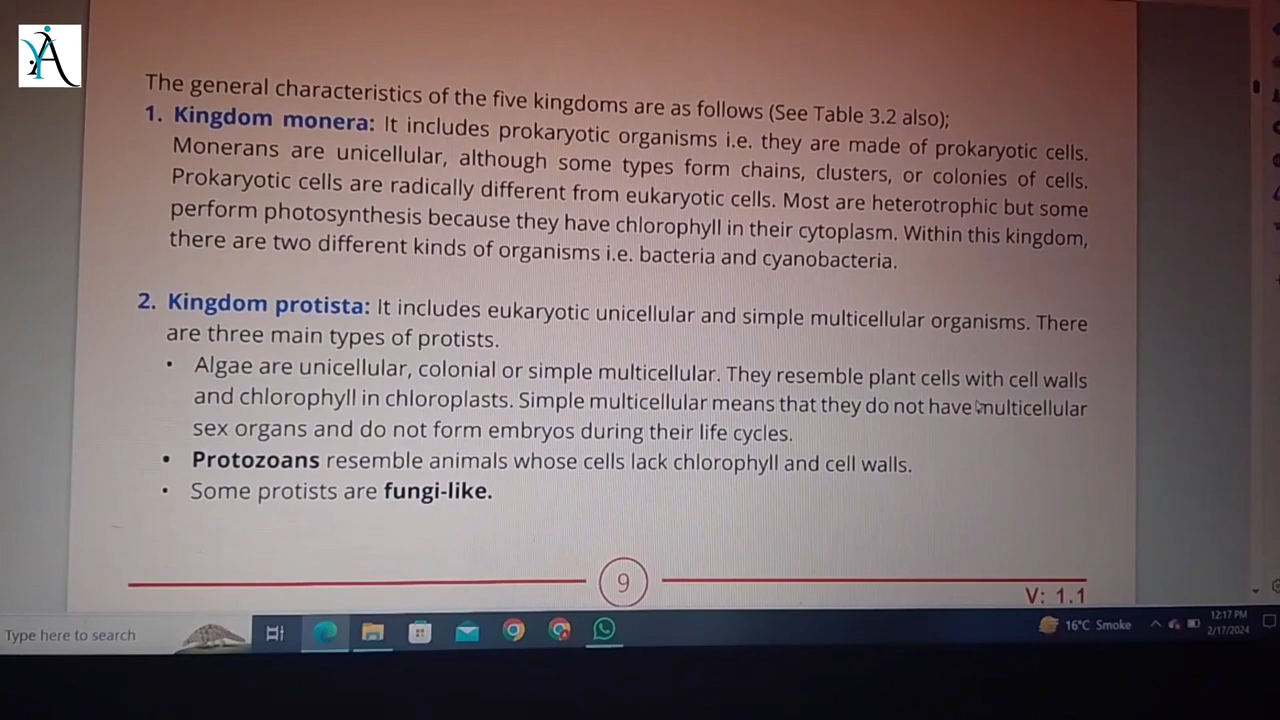 The general characteristics of the five kingdoms are as follows (See Table 3.2 also);
1. Kingdom monera: It includes prokaryotic organisms i.e. they are made of prokaryotic cells.
Monerans are unicellular, although some types form chains, clusters, or colonies of cells.
Prokaryotic cells are radically different from eukaryotic cells. Most are heterotrophic but some
perform photosynthesis because they have chlorophyll in their cytoplasm. Within this kingdom,
there are two different kinds of organisms i.e. bacteria and cyanobacteria.
2. Kingdom protista: It includes eukaryotic unicellular and simple multicellular organisms. There
are three main types of protists.
• Algae are unicellular, colonial or simple multicellular. They resemble plant cells with cell walls
and chlorophyll in chloroplasts. Simple multicellular means that they do not have multicellular
sex organs and do not form embryos during their life cycles.
• Protozoans resemble animals whose cells lack chlorophyll and cell walls.
• Some protists are fungi-like.
9
V: 1.1
Type here to search
16°C Smoke
12:17 PM
2/17/2024